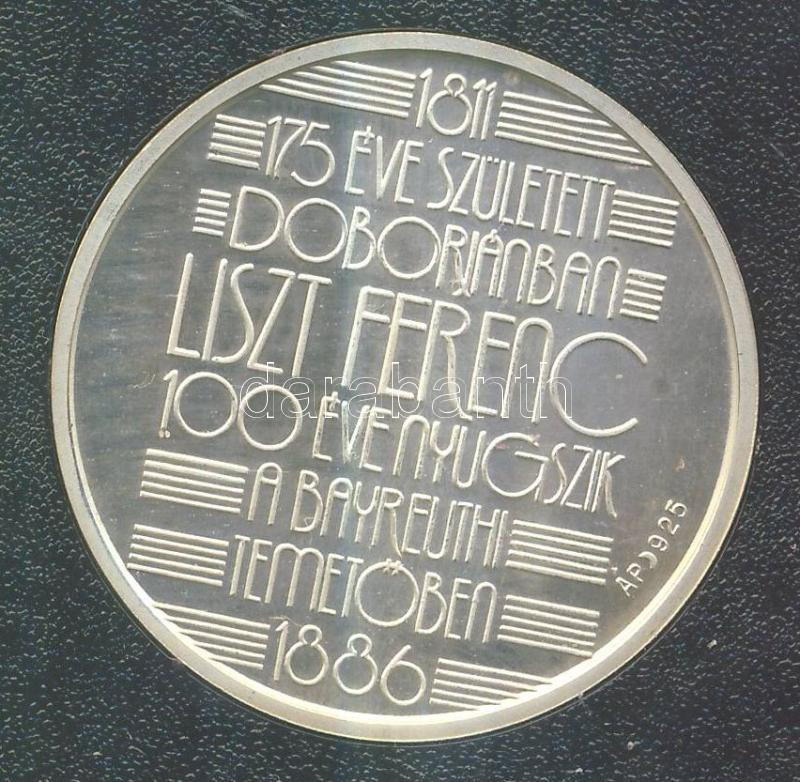 1811
175 ÉVE SZÜLETETT
DOBORJÁNBAN
LISZT FERENC
100 ÉVE NYUGSZIK
A BAYREUTHI
TEMETŐBEN
1886
ÁP 925
darabanth